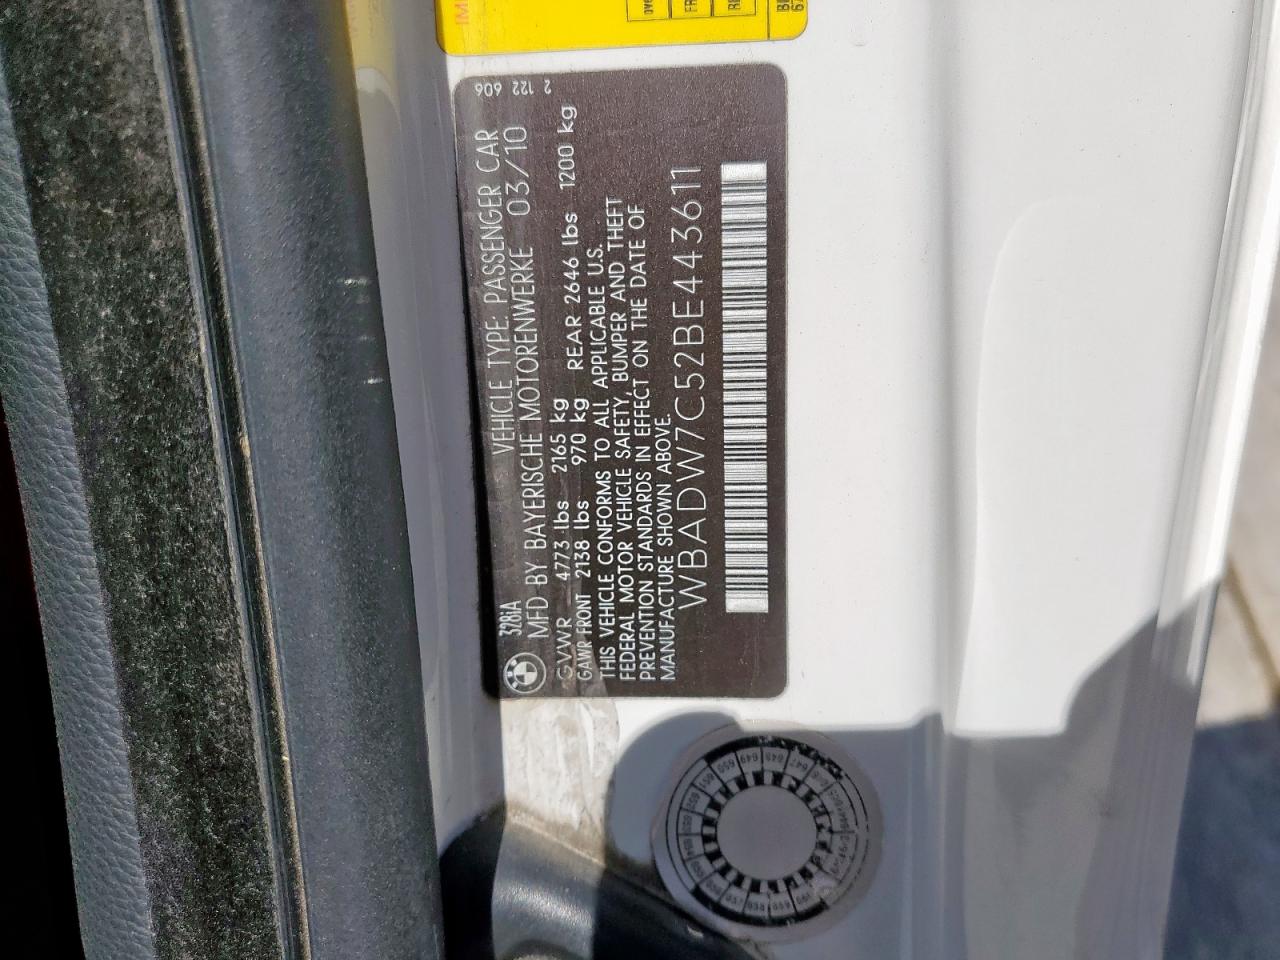 328iA VEHICLE TYPE: PASSENGER CAR
MFD BY BAYERISCHE MOTORENWERKE 03/10
GVWR 4773 lbs 2165 kg
GAWR FRONT 2138 lbs 970 kg REAR 2646 lbs 1200 kg
THIS VEHICLE CONFORMS TO ALL APPLICABLE U.S.
FEDERAL MOTOR VEHICLE SAFETY, BUMPER AND THEFT
PREVENTION STANDARDS IN EFFECT ON THE DATE OF
MANUFACTURE SHOWN ABOVE.
WBADW7C52BE443611
2 122 606